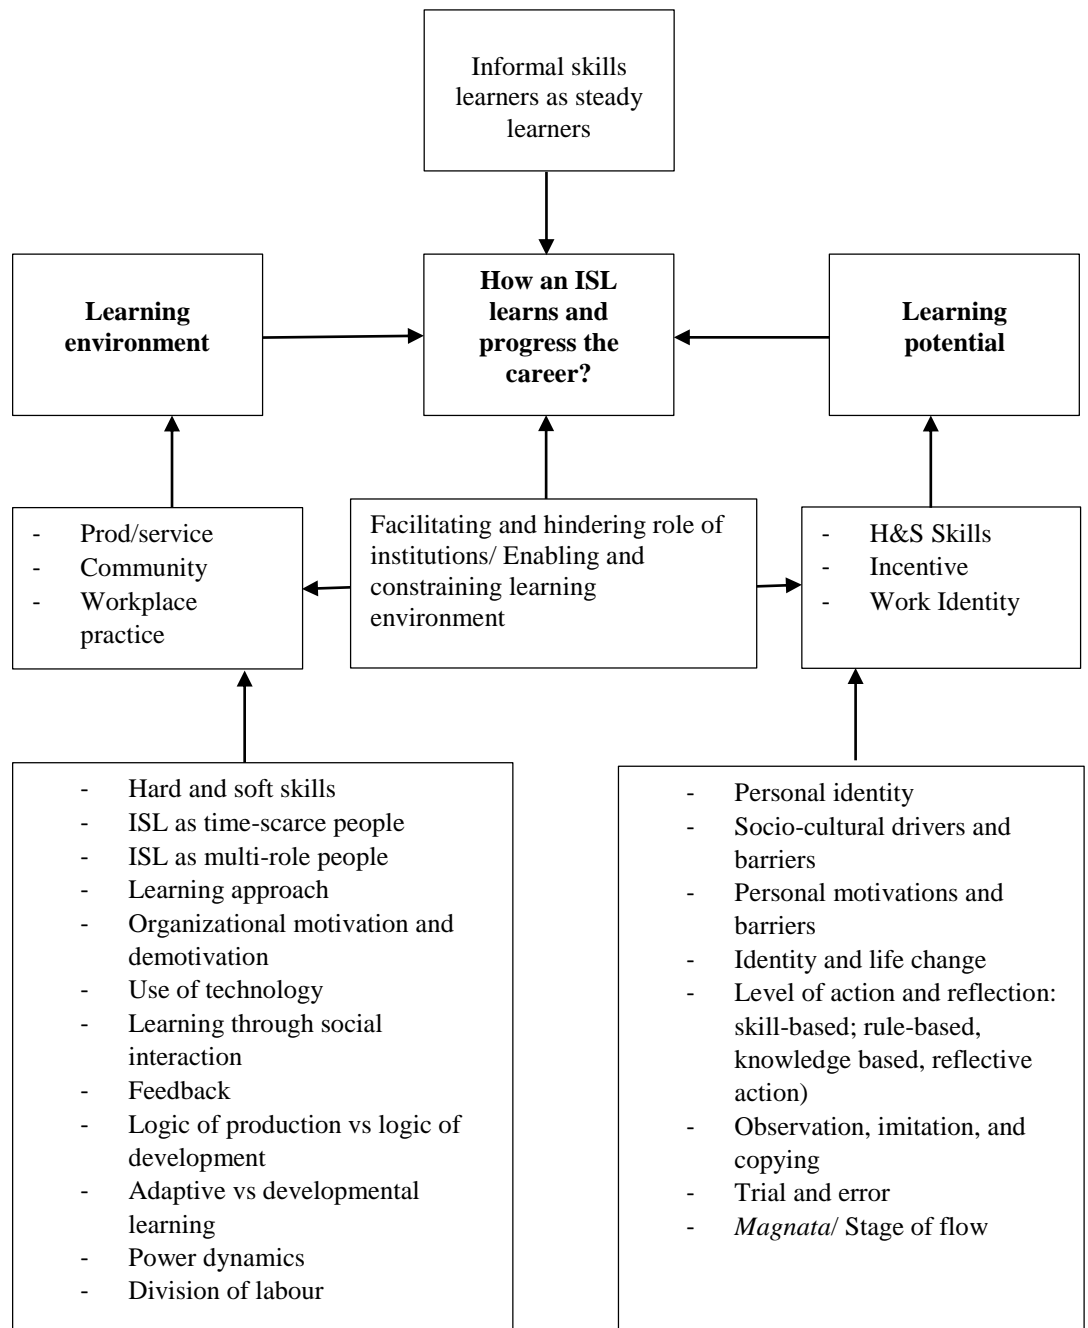 Informal skills
learners as steady
learners
Learning
environment
How an ISL
learns and
progress the
career?
Learning
potential
- Prod/service
- Community
- Workplace
practice
Facilitating and hindering role of
institutions/ Enabling and
constraining learning
environment
- H&S Skills
- Incentive
- Work Identity
- Hard and soft skills
- ISL as time-scarce people
- ISL as multi-role people
- Learning approach
- Organizational motivation and
demotivation
- Use of technology
- Learning through social
interaction
- Feedback
- Logic of production vs logic of
development
- Adaptive vs developmental
learning
- Power dynamics
- Division of labour
- Personal identity
- Socio-cultural drivers and
barriers
- Personal motivations and
barriers
- Identity and life change
- Level of action and reflection:
skill-based; rule-based,
knowledge based, reflective
action)
- Observation, imitation, and
copying
- Trial and error
- Magnata/ Stage of flow